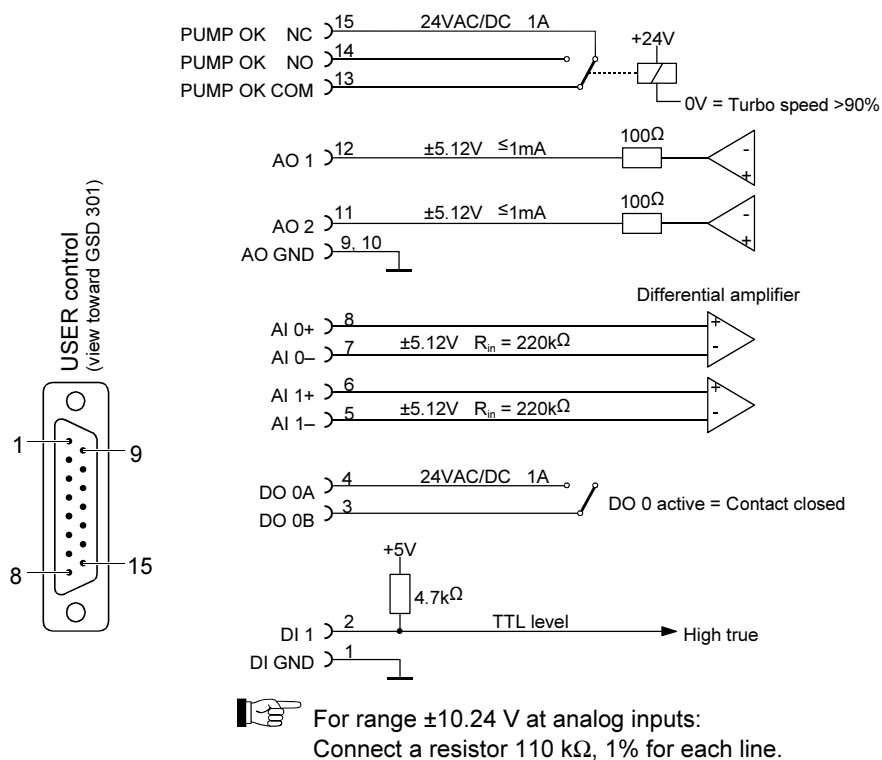 PUMP OK NC 15 24VAC/DC 1A
PUMP OK NO 14
PUMP OK COM 13
+24V
0V = Turbo speed >90%
AO 1 12 ±5.12V ≤1mA 100Ω - +
AO 2 11 ±5.12V ≤1mA 100Ω - +
AO GND 9, 10
Differential amplifier
AI 0+ 8 +
AI 0– 7 ±5.12V Rin = 220kΩ -
AI 1+ 6 +
AI 1– 5 ±5.12V Rin = 220kΩ -
DO 0A 4 24VAC/DC 1A
DO 0B 3
DO 0 active = Contact closed
+5V
4.7kΩ
DI 1 2 TTL level High true
DI GND 1
USER control
(view toward GSD 301)
1
9
8
15
For range ±10.24 V at analog inputs:
Connect a resistor 110 kΩ, 1% for each line.